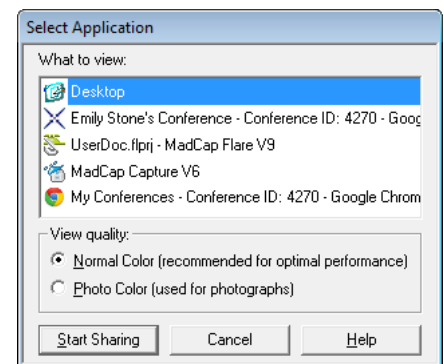 Select Application
What to view:
Desktop
Emily Stone's Conference - Conference ID: 4270 - Goog
UserDoc.flprj - MadCap Flare V9
MadCap Capture V6
My Conferences - Conference ID: 4270 - Google Chrom
View quality:
Normal Color (recommended for optimal performance)
Photo Color (used for photographs)
Start Sharing Cancel Help